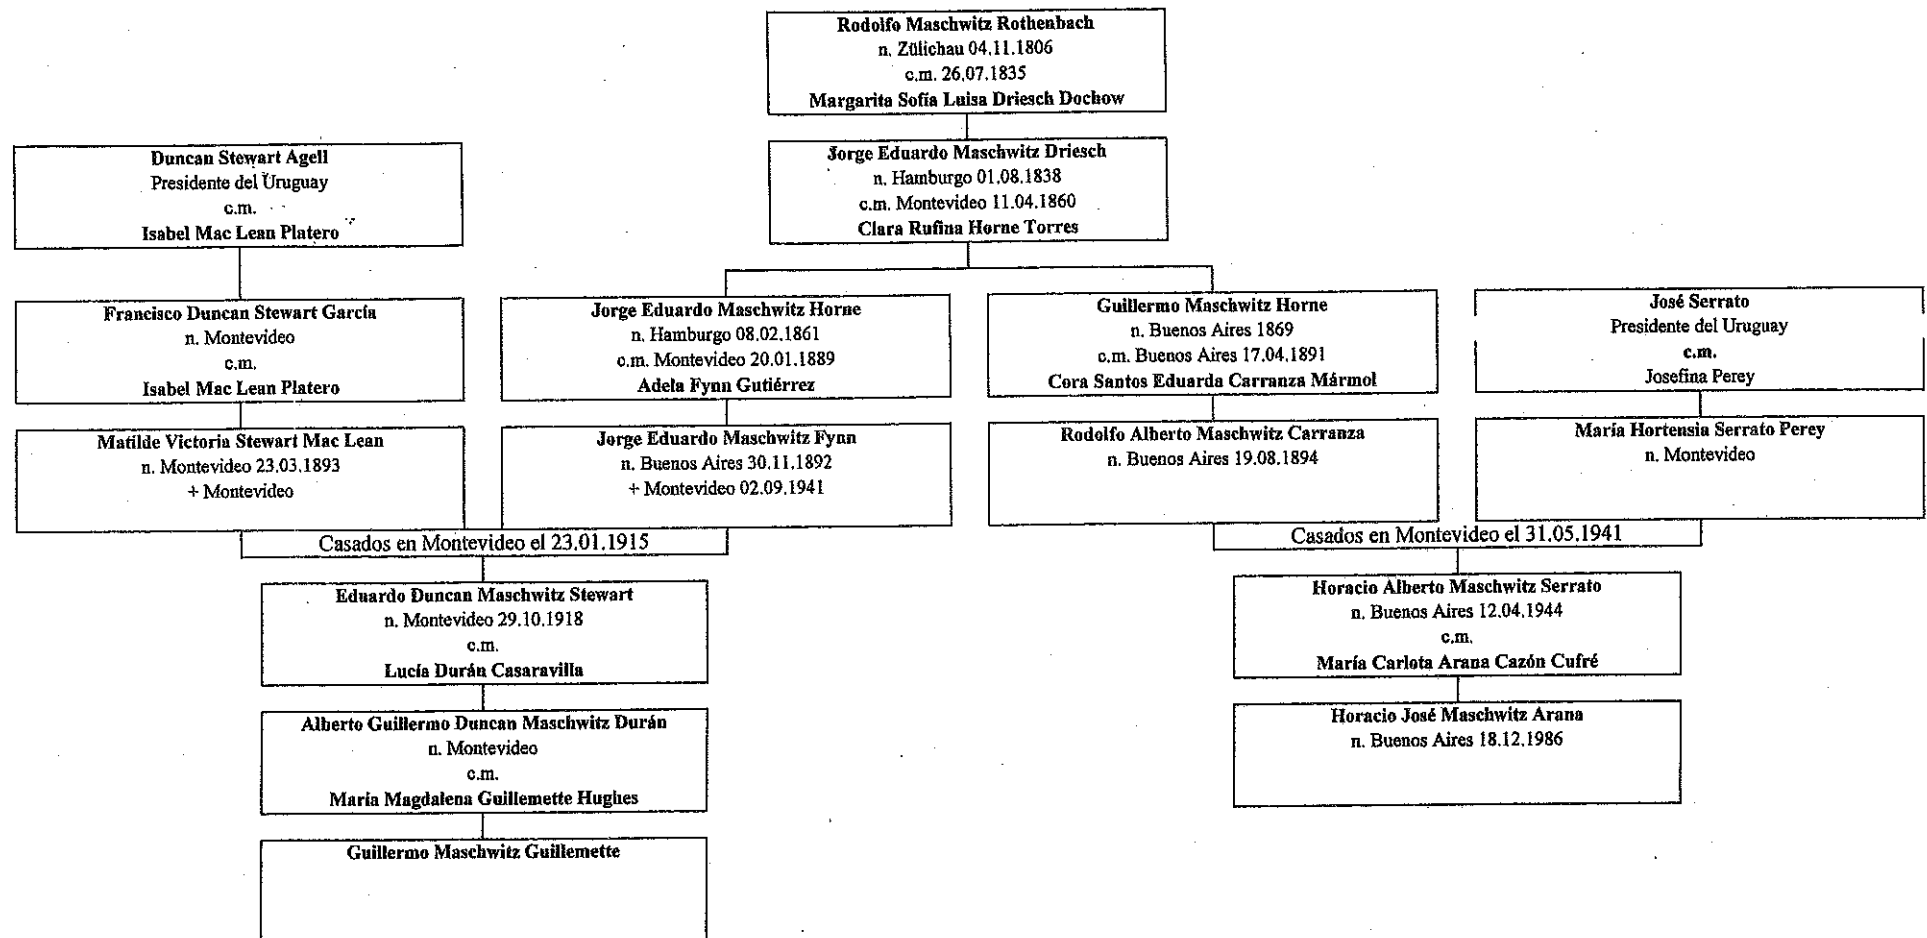 Rodolfo Maschwitz Rothenbach
n. Zülichau 04.11.1806
c.m. 26.07.1835
Margarita Sofía Luisa Driesch Dochow
Duncan Stewart Agell
Presidente del Uruguay
c.m.
Isabel Mac Lean Platero
Jorge Eduardo Maschwitz Driesch
n. Hamburgo 01.08.1838
c.m. Montevideo 11.04.1860
Clara Rufina Horne Torres
Francisco Duncan Stewart García
n. Montevideo
c.m.
Isabel Mac Lean Platero
Jorge Eduardo Maschwitz Horne
n. Hamburgo 08.02.1861
c.m. Montevideo 20.01.1889
Adela Fynn Gutiérrez
Guillermo Maschwitz Horne
n. Buenos Aires 1869
c.m. Buenos Aires 17.04.1891
Cora Santos Eduarda Carranza Mármol
José Serrato
Presidente del Uruguay
c.m.
Josefina Perey
Matilde Victoria Stewart Mac Lean
n. Montevideo 23.03.1893
+ Montevideo
Jorge Eduardo Maschwitz Fynn
n. Buenos Aires 30.11.1892
+ Montevideo 02.09.1941
Rodolfo Alberto Maschwitz Carranza
n. Buenos Aires 19.08.1894
María Hortensia Serrato Perey
n. Montevideo
Casados en Montevideo el 23.01.1915
Casados en Montevideo el 31.05.1941
Eduardo Duncan Maschwitz Stewart
n. Montevideo 29.10.1918
c.m.
Lucía Durán Casaravilla
Horacio Alberto Maschwitz Serrato
n. Buenos Aires 12.04.1944
c.m.
María Carlota Arana Cazón Cufré
Alberto Guillermo Duncan Maschwitz Durán
n. Montevideo
c.m.
María Magdalena Guillemette Hughes
Horacio José Maschwitz Arana
n. Buenos Aires 18.12.1986
Guillermo Maschwitz Guillemette